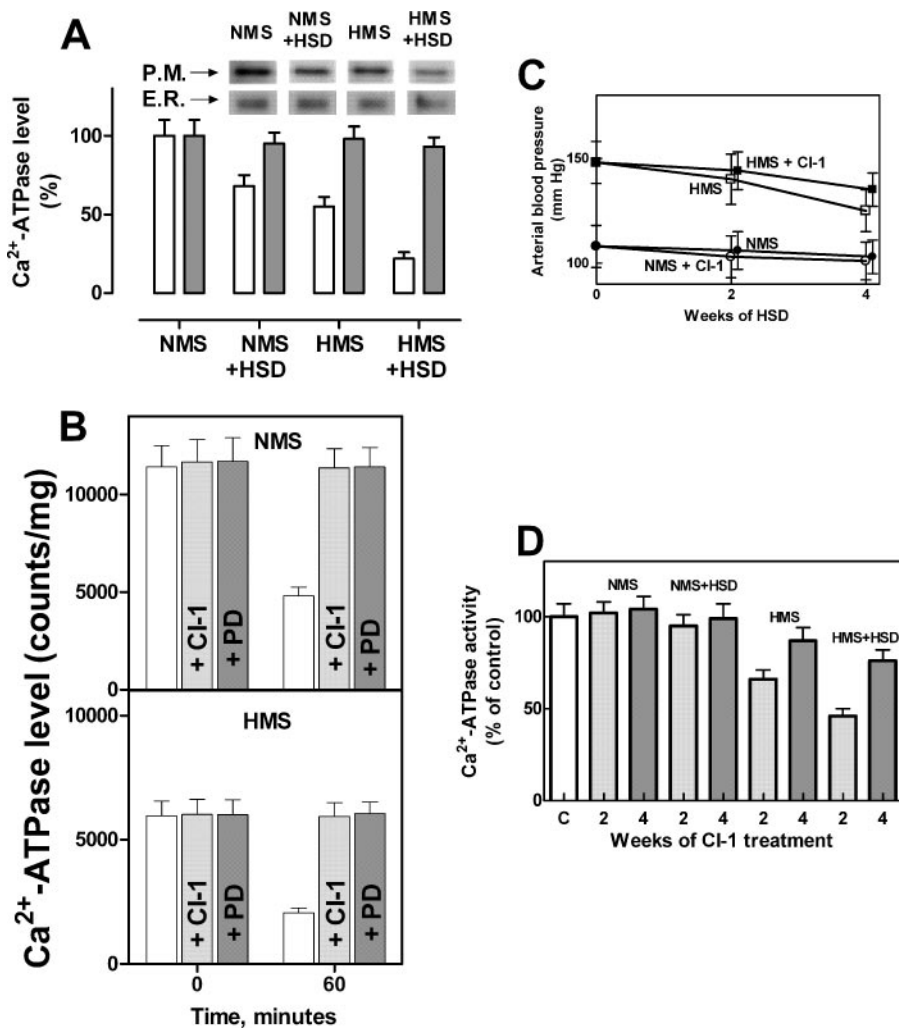 A
NMS
NMS
+HSD
HMS
HMS
+HSD
P.M.
E.R.
Ca²⁺-ATPase level
(%)
100
50
0
NMS
NMS
+HSD
HMS
HMS
+HSD
C
Arterial blood pressure
(mm Hg)
150
100
HMS + CI-1
HMS
NMS
NMS + CI-1
0
2
4
Weeks of HSD
B
Ca²⁺-ATPase level (counts/mg)
NMS
10000
5000
0
+ CI-1
+ PD
+ CI-1
+ PD
HMS
10000
5000
0
+ CI-1
+ PD
+ CI-1
+ PD
0
60
Time, minutes
D
Ca²⁺-ATPase activity
(% of control)
100
50
0
NMS
NMS+HSD
HMS
HMS+HSD
C 2 4 2 4 2 4 2 4
Weeks of CI-1 treatment